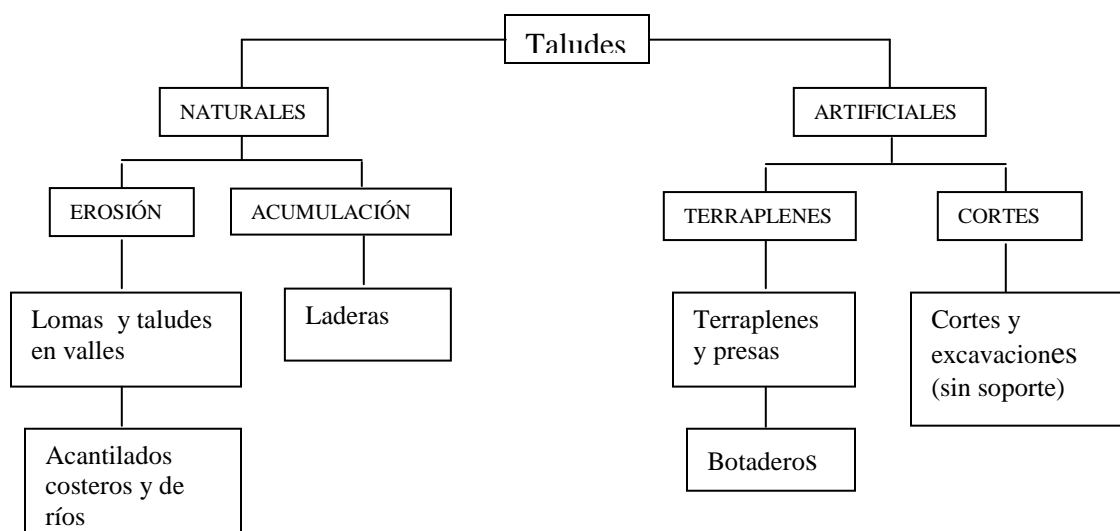 Taludes
NATURALES
ARTIFICIALES
EROSIÓN
ACUMULACIÓN
TERRAPLENES
CORTES
Lomas y taludes
en valles
Laderas
Terraplenes
y presas
Cortes y
excavaciones
(sin soporte)
Acantilados
costeros y de
ríos
Botaderos